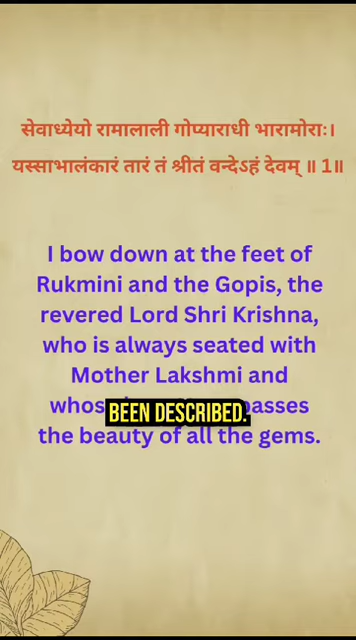 सेवाध्येयो रामालाली गोप्याराधी भारामोराः।
यस्साभालंकारं तारं तं श्रीतं वन्देऽहं देवम् ॥ 1॥
I bow down at the feet of
Rukmini and the Gopis, the
revered Lord Shri Krishna,
who is always seated with
Mother Lakshmi and
BEEN DESCRIBED.
the beauty of all the gems.